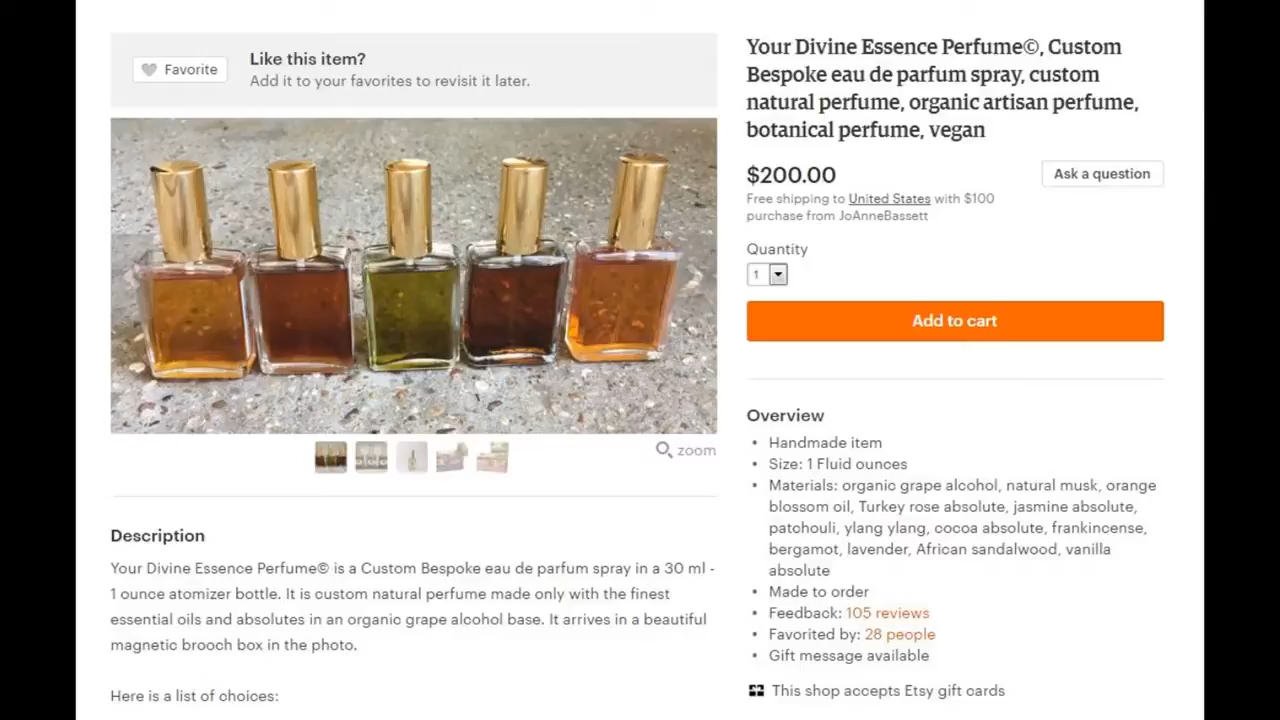 Favorite
Like this item?
Add it to your favorites to revisit it later.
zoom
Description
Your Divine Essence Perfume© is a Custom Bespoke eau de parfum spray in a 30 ml -
1 ounce atomizer bottle. It is custom natural perfume made only with the finest
essential oils and absolutes in an organic grape alcohol base. It arrives in a beautiful
magnetic brooch box in the photo.
Here is a list of choices:
Your Divine Essence Perfume©, Custom
Bespoke eau de parfum spray, custom
natural perfume, organic artisan perfume,
botanical perfume, vegan
$200.00
Ask a question
Free shipping to United States with $100
purchase from JoAnneBassett
Quantity
1
Add to cart
Overview
• Handmade item
• Size: 1 Fluid ounces
• Materials: organic grape alcohol, natural musk, orange
blossom oil, Turkey rose absolute, jasmine absolute,
patchouli, ylang ylang, cocoa absolute, frankincense,
bergamot, lavender, African sandalwood, vanilla
absolute
• Made to order
• Feedback: 105 reviews
• Favorited by: 28 people
• Gift message available
This shop accepts Etsy gift cards